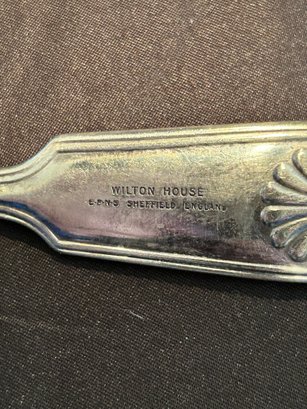 WILTON HOUSE
E·P·N·S SHEFFIELD, ENGLAND